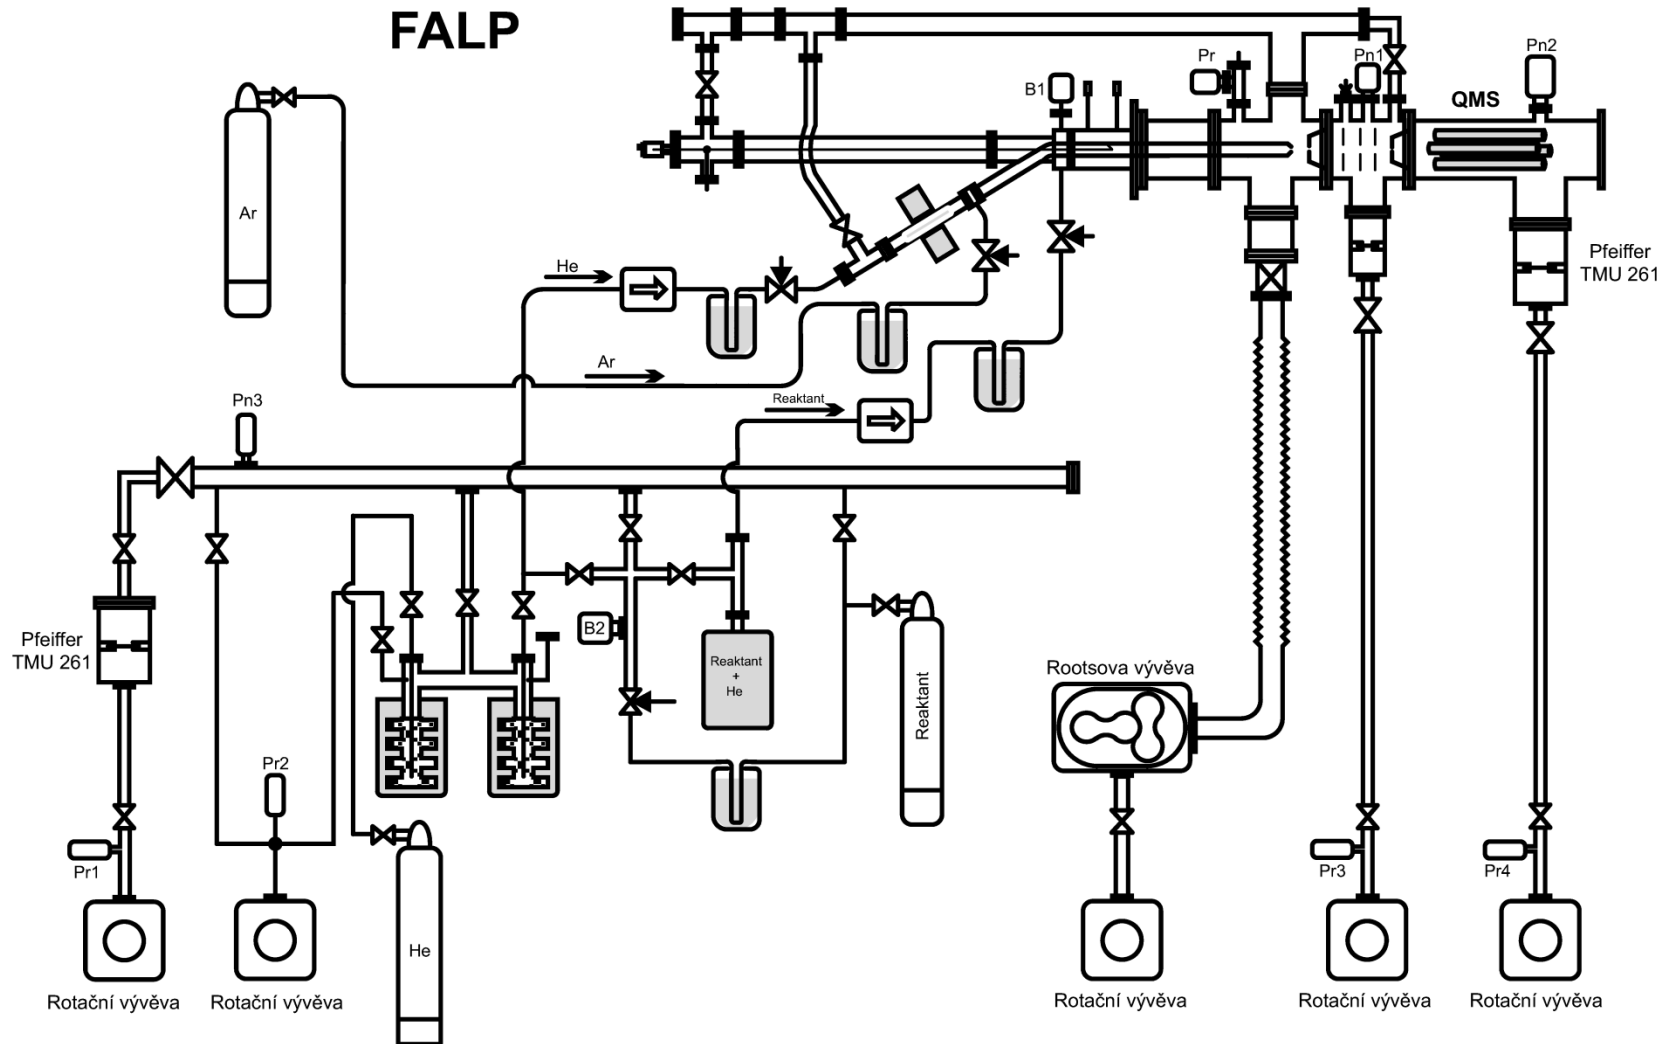 FALP
Pn2
Pr
Pn1
B1
QMS
Ar
Pfeiffer
TMU 261
He
Ar
Reaktant
Pn3
Pfeiffer
TMU 261
B2
Reaktant
+
He
Reaktant
Rootsova vývěva
Pr2
Pr1
Pr3
Pr4
He
Rotační vývěva
Rotační vývěva
Rotační vývěva
Rotační vývěva
Rotační vývěva